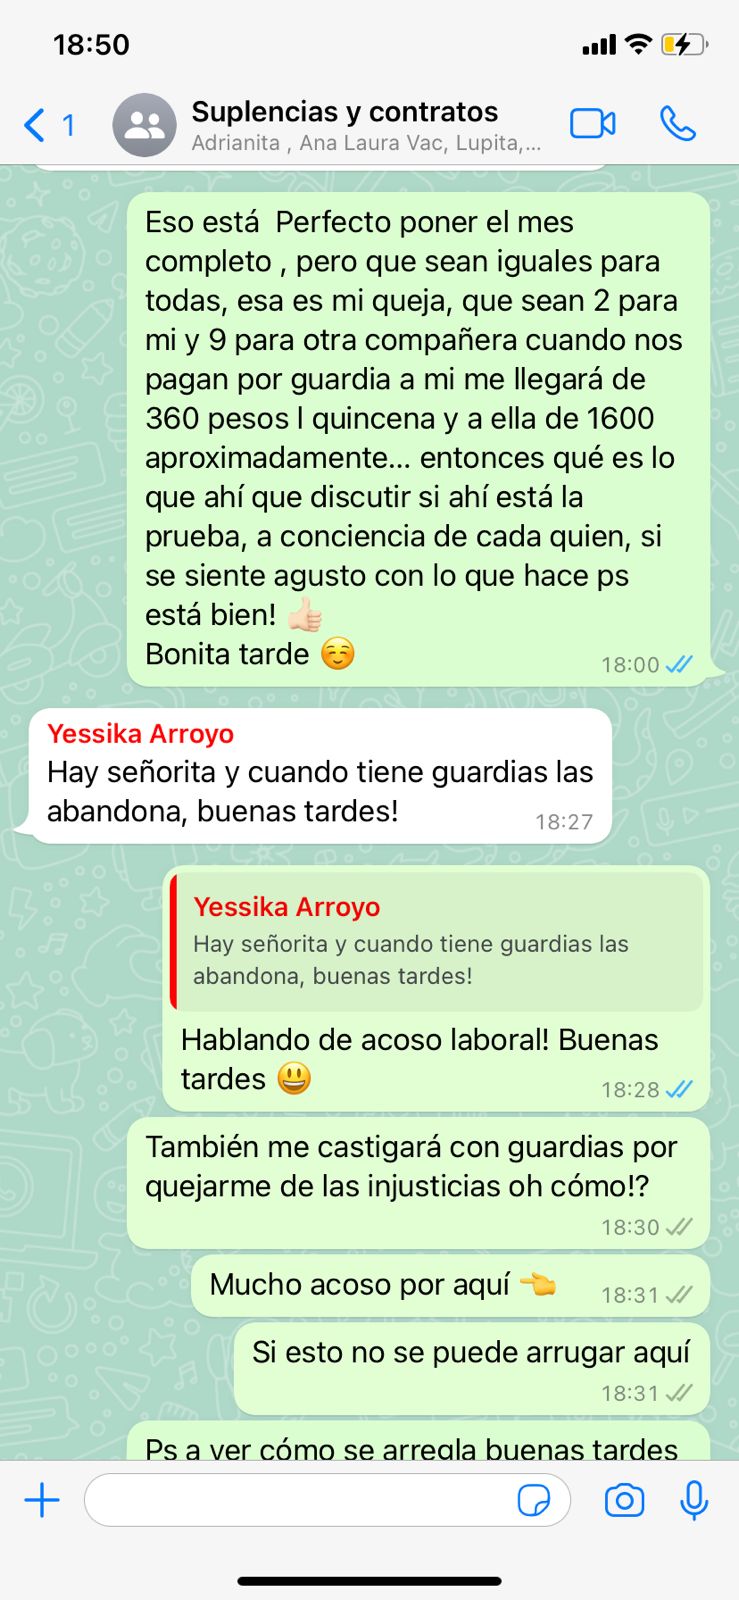 18:50
1
Suplencias y contratos
Adrianita , Ana Laura Vac, Lupita,...
Eso está  Perfecto poner el mes
completo , pero que sean iguales para
todas, esa es mi queja, que sean 2 para
mi y 9 para otra compañera cuando nos
pagan por guardia a mi me llegará de
360 pesos l quincena y a ella de 1600
aproximadamente... entonces qué es lo
que ahí que discutir si ahí está la
prueba, a conciencia de cada quien, si
se siente agusto con lo que hace ps
está bien! 👍🏻
Bonita tarde ☺️
18:00
Yessika Arroyo
Hay señorita y cuando tiene guardias las
abandona, buenas tardes!
18:27
Yessika Arroyo
Hay señorita y cuando tiene guardias las
abandona, buenas tardes!
Hablando de acoso laboral! Buenas
tardes 😃
18:28
También me castigará con guardias por
quejarme de las injusticias oh cómo!?
18:30
Mucho acoso por aquí 👈
18:31
Si esto no se puede arrugar aquí
18:31
Ps a ver cómo se arregla buenas tardes